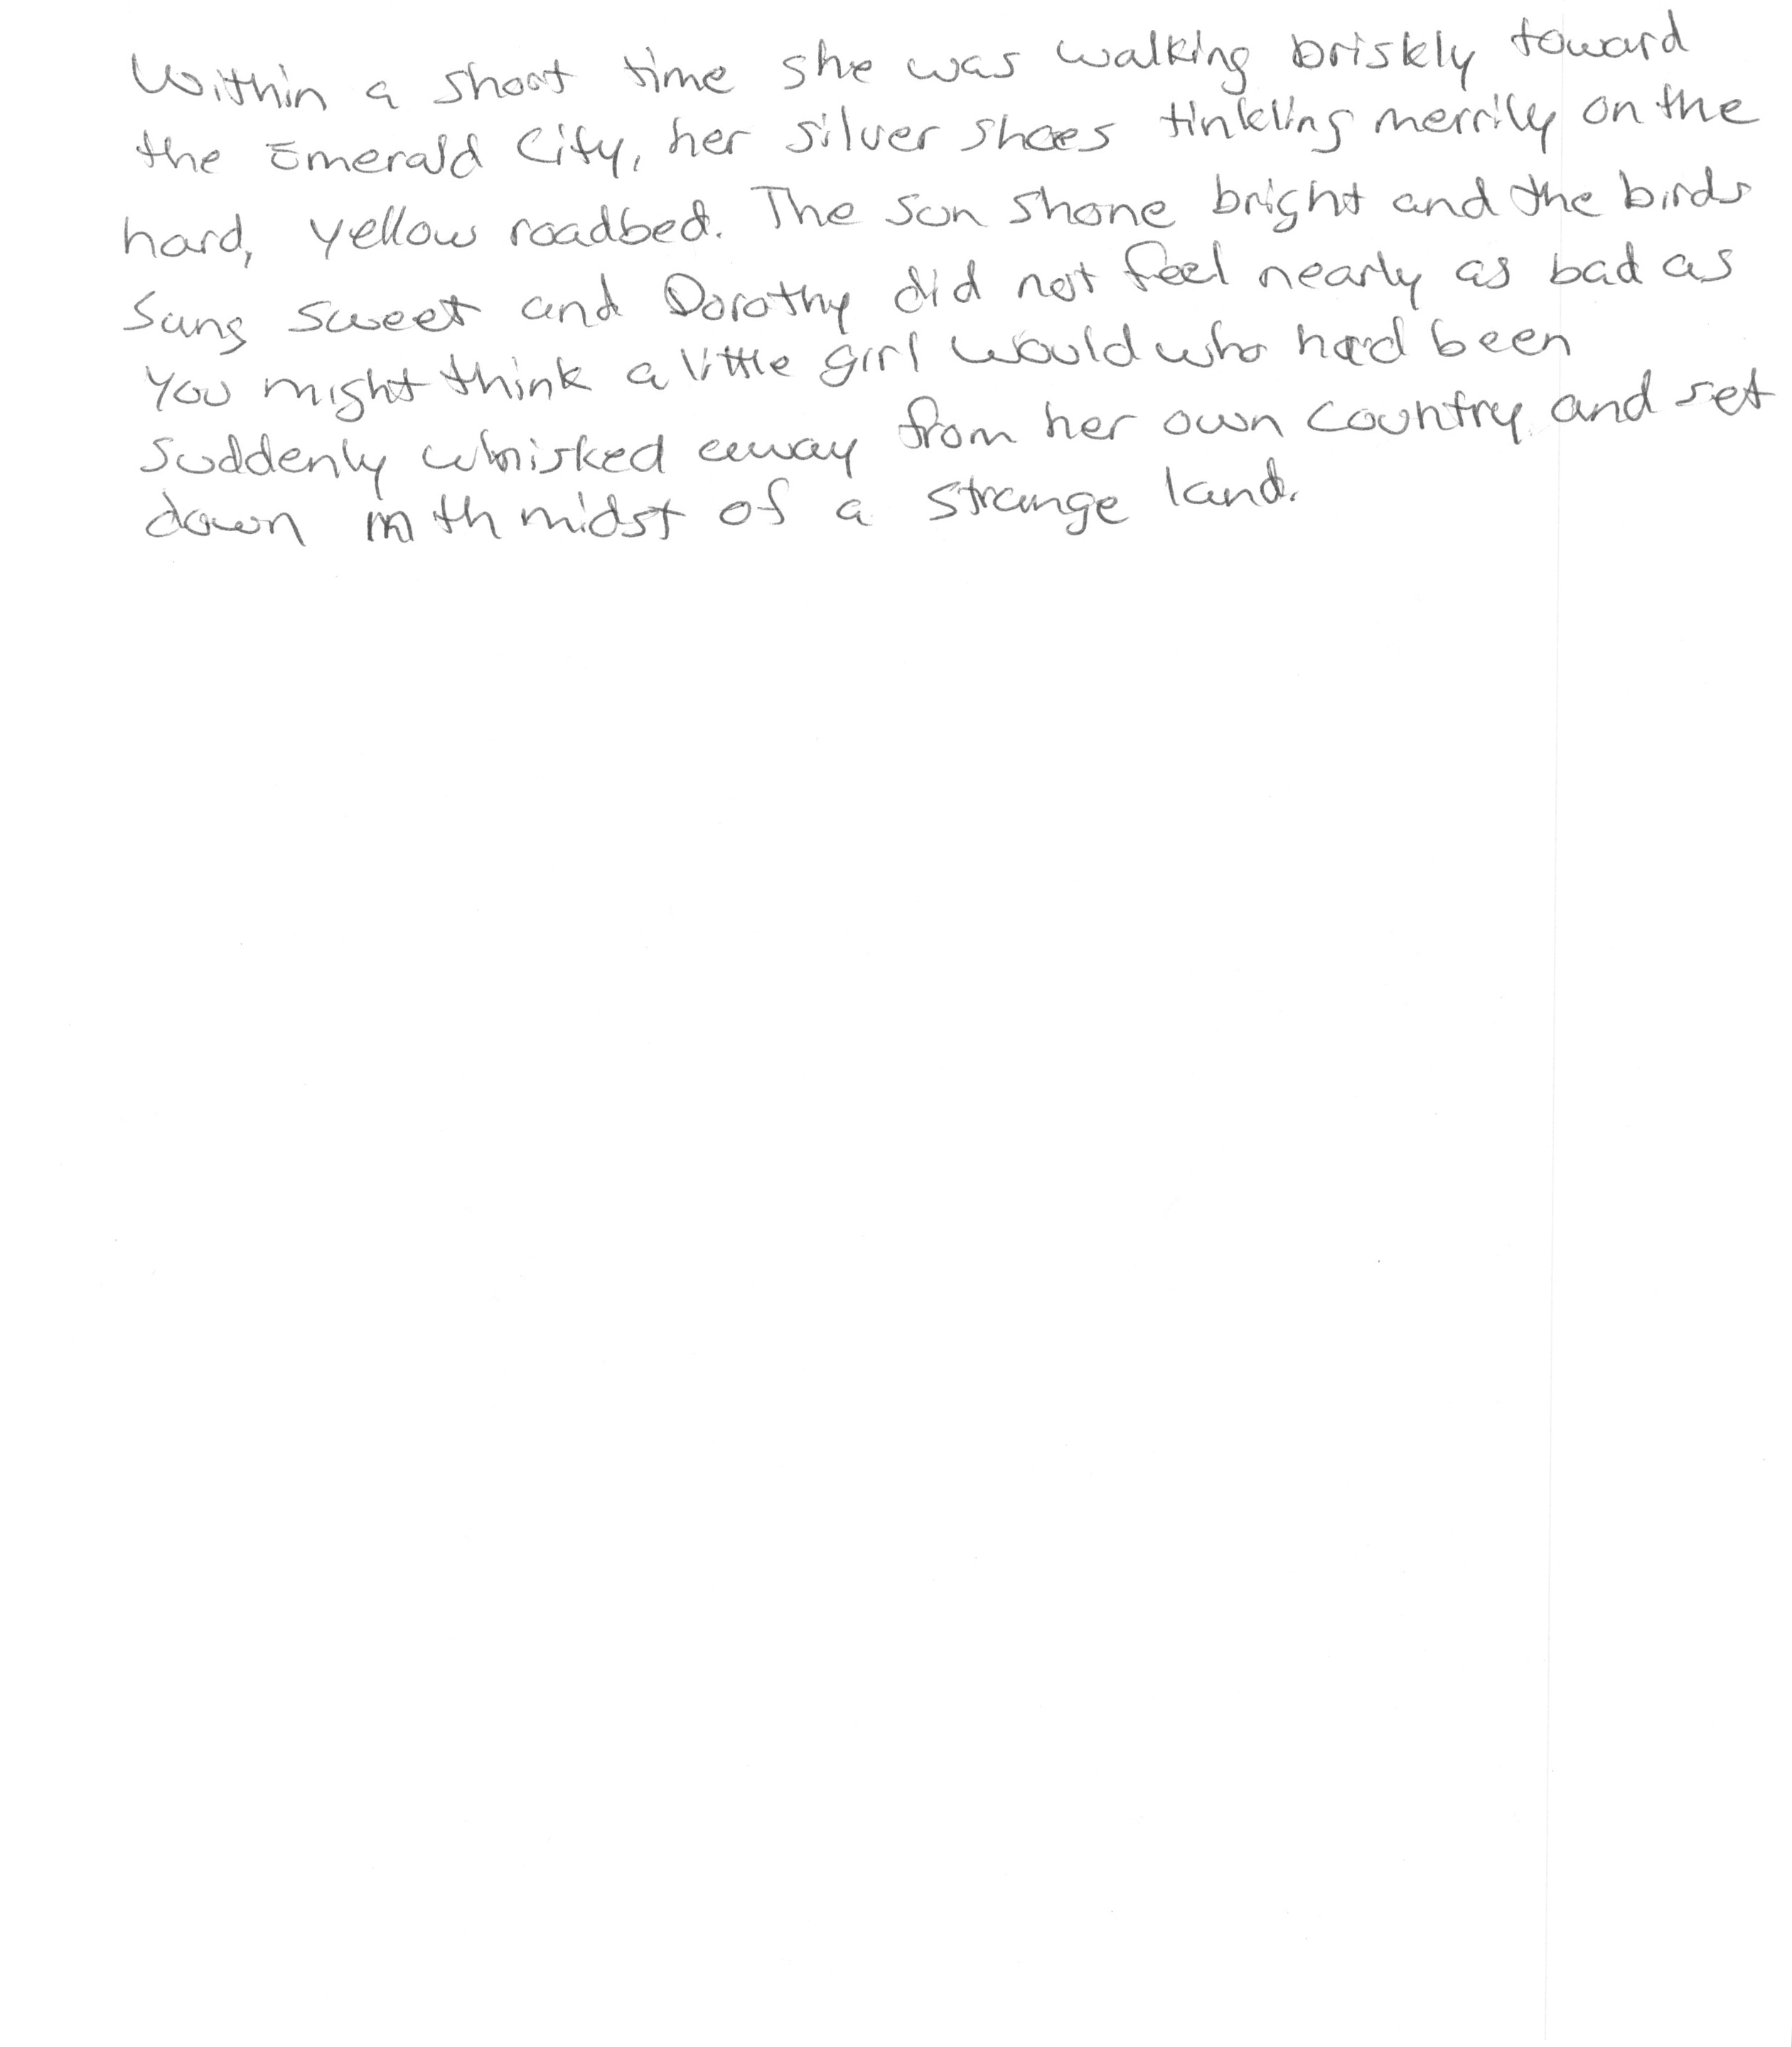 Within a short time she was walking briskly toward
the Emerald City, her silver shoes tinkling merrily on the
hard, yellow roadbed. The sun shone bright and the birds
sang sweet and Dorothy did not feel nearly as bad as
you might think a little girl would who had been
suddenly whisked away from her own country and set
down in th midst of a strange land.